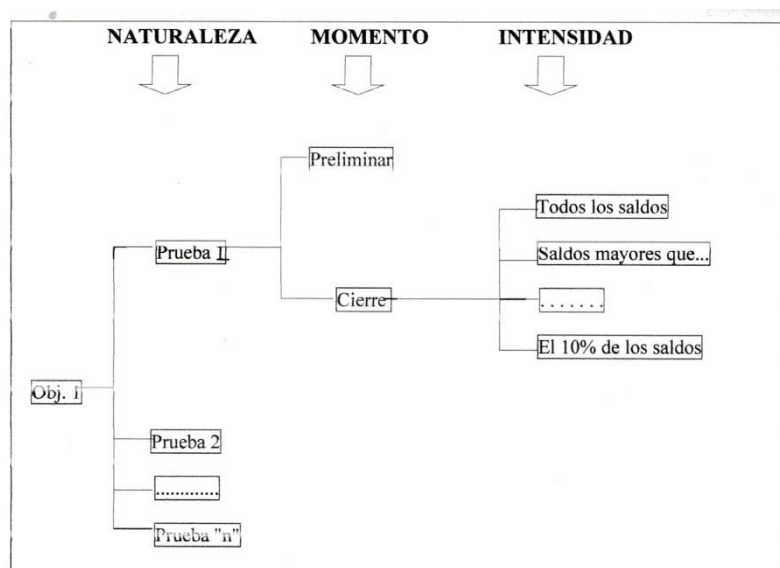 NATURALEZA MOMENTO INTENSIDAD
Preliminar
Todos los saldos
Prueba 1
Saldos mayores que...
Cierre
. . . . . . .
El 10% de los saldos
Obj. 1
Prueba 2
.............
Prueba "n"